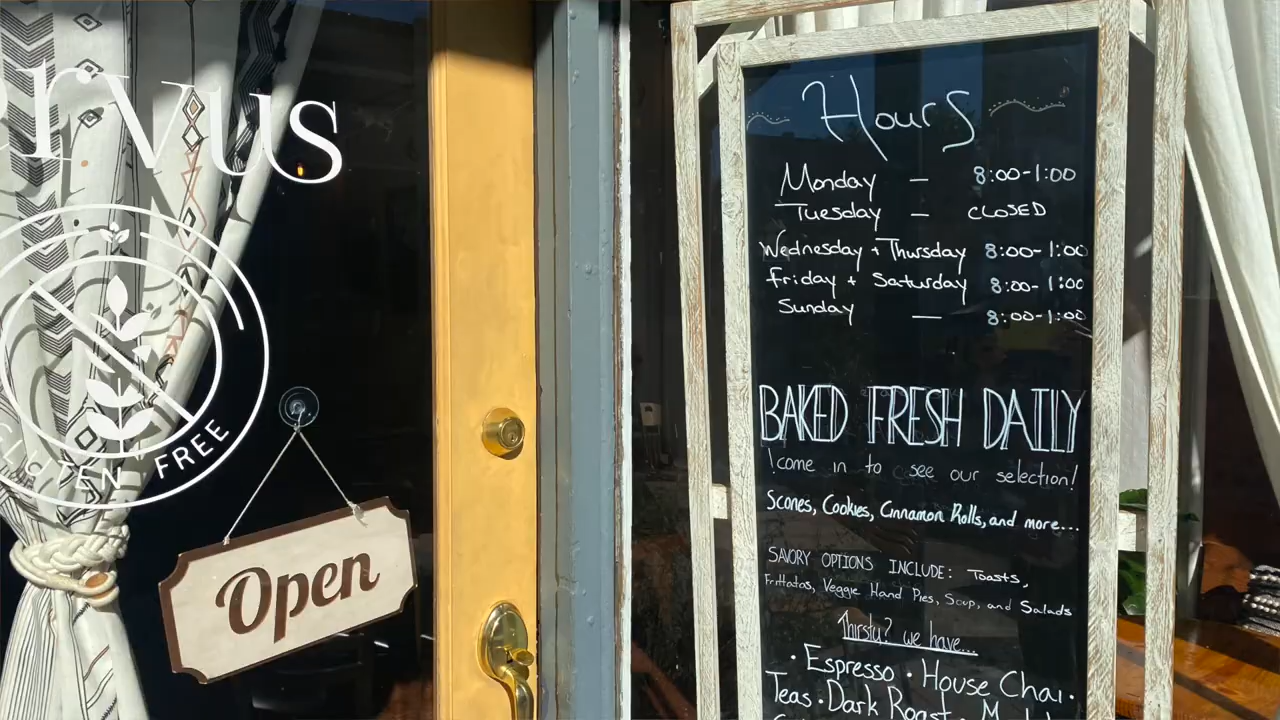 rvus
GLUTEN FREE
Open
Hours
Monday — 8:00-1:00
Tuesday — CLOSED
Wednesday + Thursday 8:00-1:00
Friday + Saturday 8:00-1:00
Sunday — 8:00-1:00
BAKED FRESH DAILY
!come in to see our selection!
Scones, Cookies, Cinnamon Rolls, and more...
SAVORY OPTIONS INCLUDE: Toasts,
Frittatas, Veggie Hand Pies, Soup, and Salads
Thirsty? we have...
· Espresso · House Chai ·
Teas · Dark Roast ·